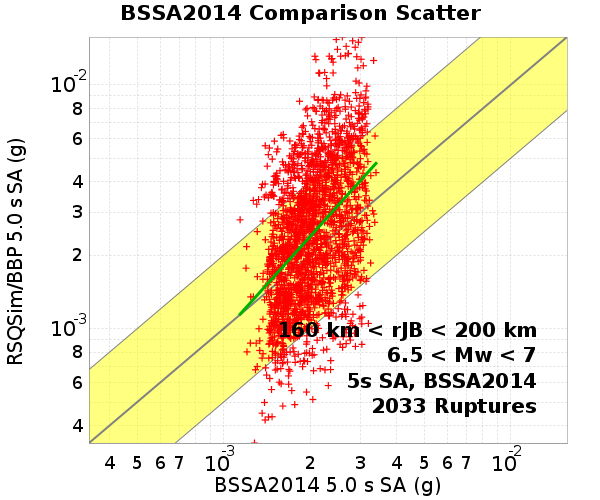 BSSA2014 Comparison Scatter
RSQSim/BBP 5.0 s SA (g)
10⁻²
8
6
4
3
2
10⁻³
8
6
4
160 km < rJB < 200 km
6.5 < Mw < 7
5s SA, BSSA2014
2033 Ruptures
4 5 6 7 10⁻³ 2 3 4 5 6 7 10⁻²
BSSA2014 5.0 s SA (g)